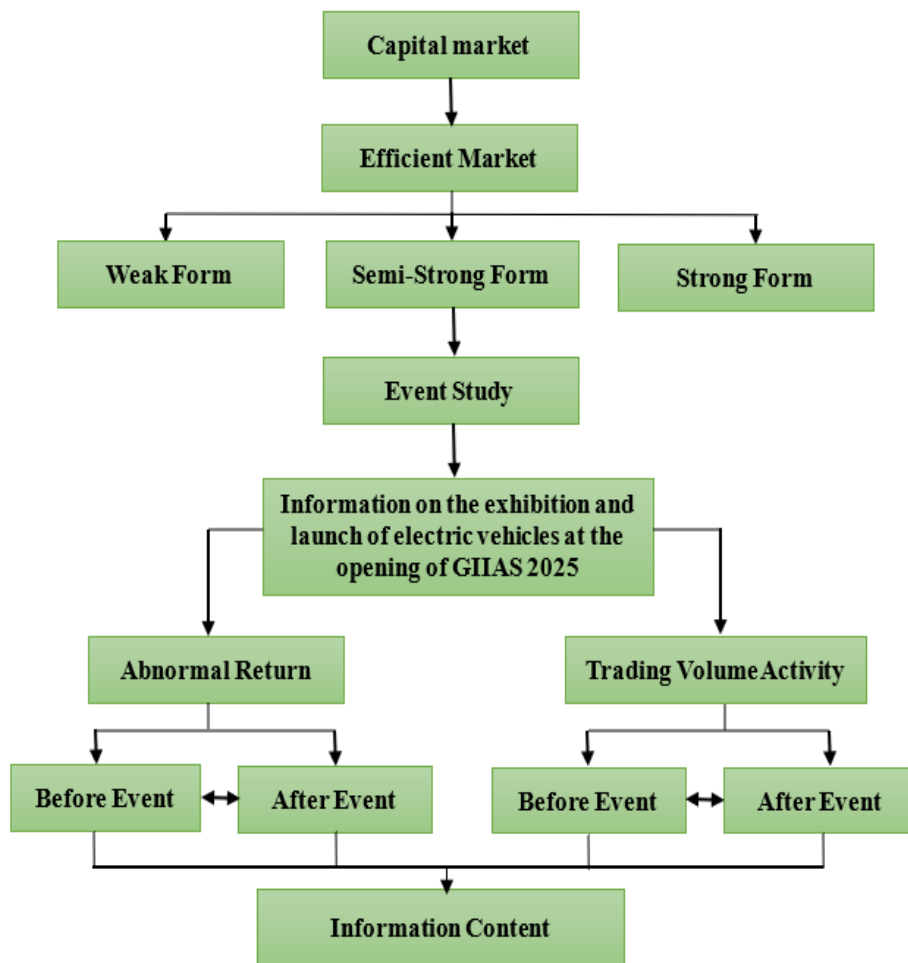 Capital market
Efficient Market
Weak Form
Semi-Strong Form
Strong Form
Event Study
Information on the exhibition and
launch of electric vehicles at the
opening of GIIAS 2025
Abnormal Return
Trading Volume Activity
Before Event
After Event
Before Event
After Event
Information Content